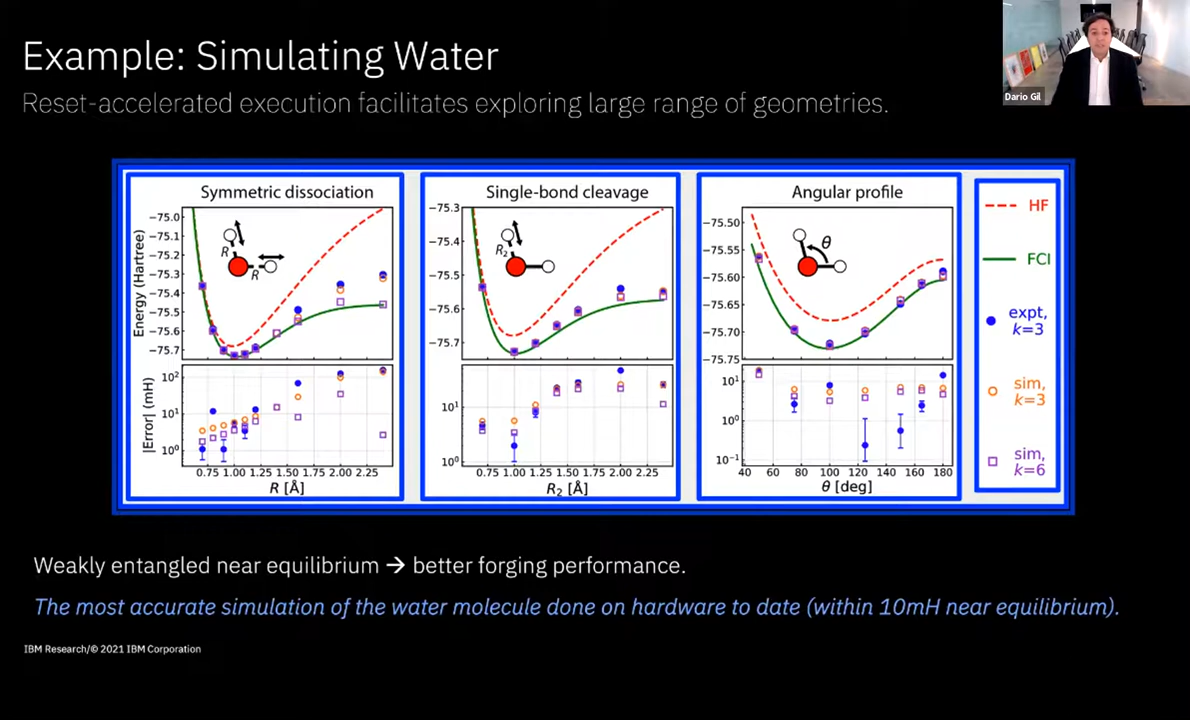 Example: Simulating Water
Reset-accelerated execution facilitates exploring large range of geometries.
Dario Gil
Symmetric dissociation
Energy (Hartree)
−75.0
−75.1
−75.2
−75.3
−75.4
−75.5
−75.6
−75.7
R
R
|Error| (mH)
10²
10¹
10⁰
0.75 1.00 1.25 1.50 1.75 2.00 2.25
R [Å]
Single-bond cleavage
−75.3
−75.4
−75.5
−75.6
−75.7
R₂
10¹
10⁰
0.75 1.00 1.25 1.50 1.75 2.00 2.25
R₂ [Å]
Angular profile
−75.50
−75.55
−75.60
−75.65
−75.70
−75.75
θ
10¹
10⁰
10⁻¹
40 60 80 100 120 140 160 180
θ [deg]
HF
FCI
expt,
k=3
sim,
k=3
sim,
k=6
Weakly entangled near equilibrium → better forging performance.
The most accurate simulation of the water molecule done on hardware to date (within 10mH near equilibrium).
IBM Research/© 2021 IBM Corporation